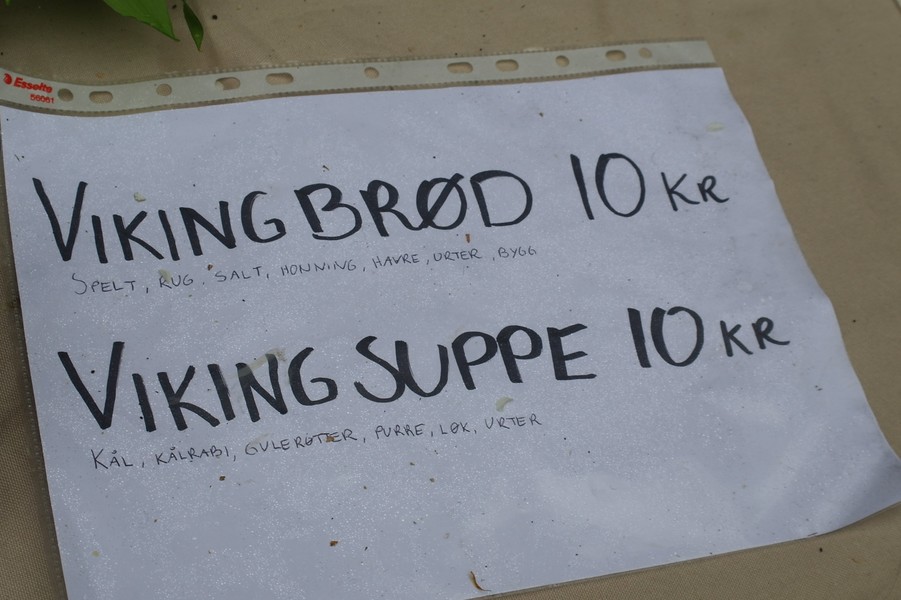 Esselte
56061
VIKINGBRØD 10 KR
SPELT, RUG, SALT, HONNING, HAVRE, URTER, BYGG
VIKINGSUPPE 10 KR
KÅL, KÅLRABI, GULERØTTER, PURRE, LØK, URTER